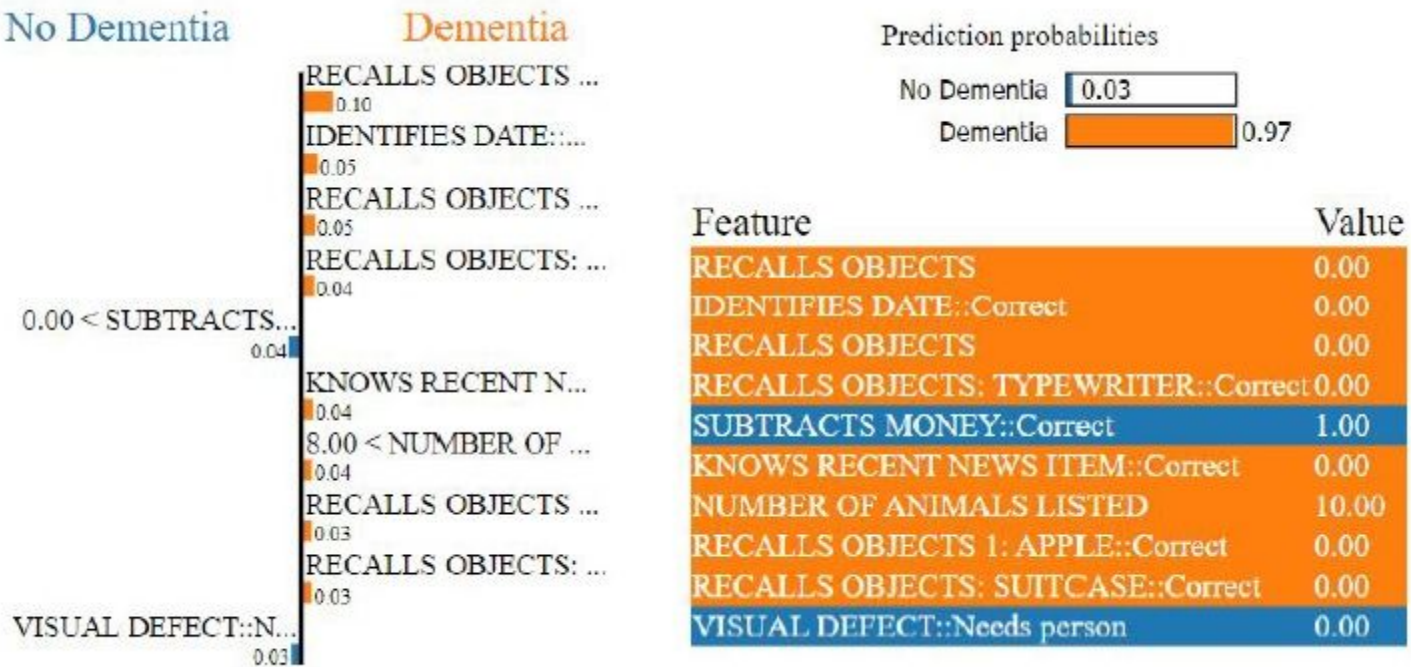 No Dementia Dementia
RECALLS OBJECTS ...
0.10
IDENTIFIES DATE::...
0.05
RECALLS OBJECTS ...
0.05
RECALLS OBJECTS: ...
0.04
0.00 < SUBTRACTS...
0.04
KNOWS RECENT N...
0.04
8.00 < NUMBER OF ...
0.04
RECALLS OBJECTS ...
0.03
RECALLS OBJECTS: ...
0.03
VISUAL DEFECT::N...
0.03
Prediction probabilities
No Dementia 0.03
Dementia 0.97
Feature Value
RECALLS OBJECTS 0.00
IDENTIFIES DATE::Correct 0.00
RECALLS OBJECTS 0.00
RECALLS OBJECTS: TYPEWRITER::Correct 0.00
SUBTRACTS MONEY::Correct 1.00
KNOWS RECENT NEWS ITEM::Correct 0.00
NUMBER OF ANIMALS LISTED 10.00
RECALLS OBJECTS 1: APPLE::Correct 0.00
RECALLS OBJECTS: SUITCASE::Correct 0.00
VISUAL DEFECT::Needs person 0.00